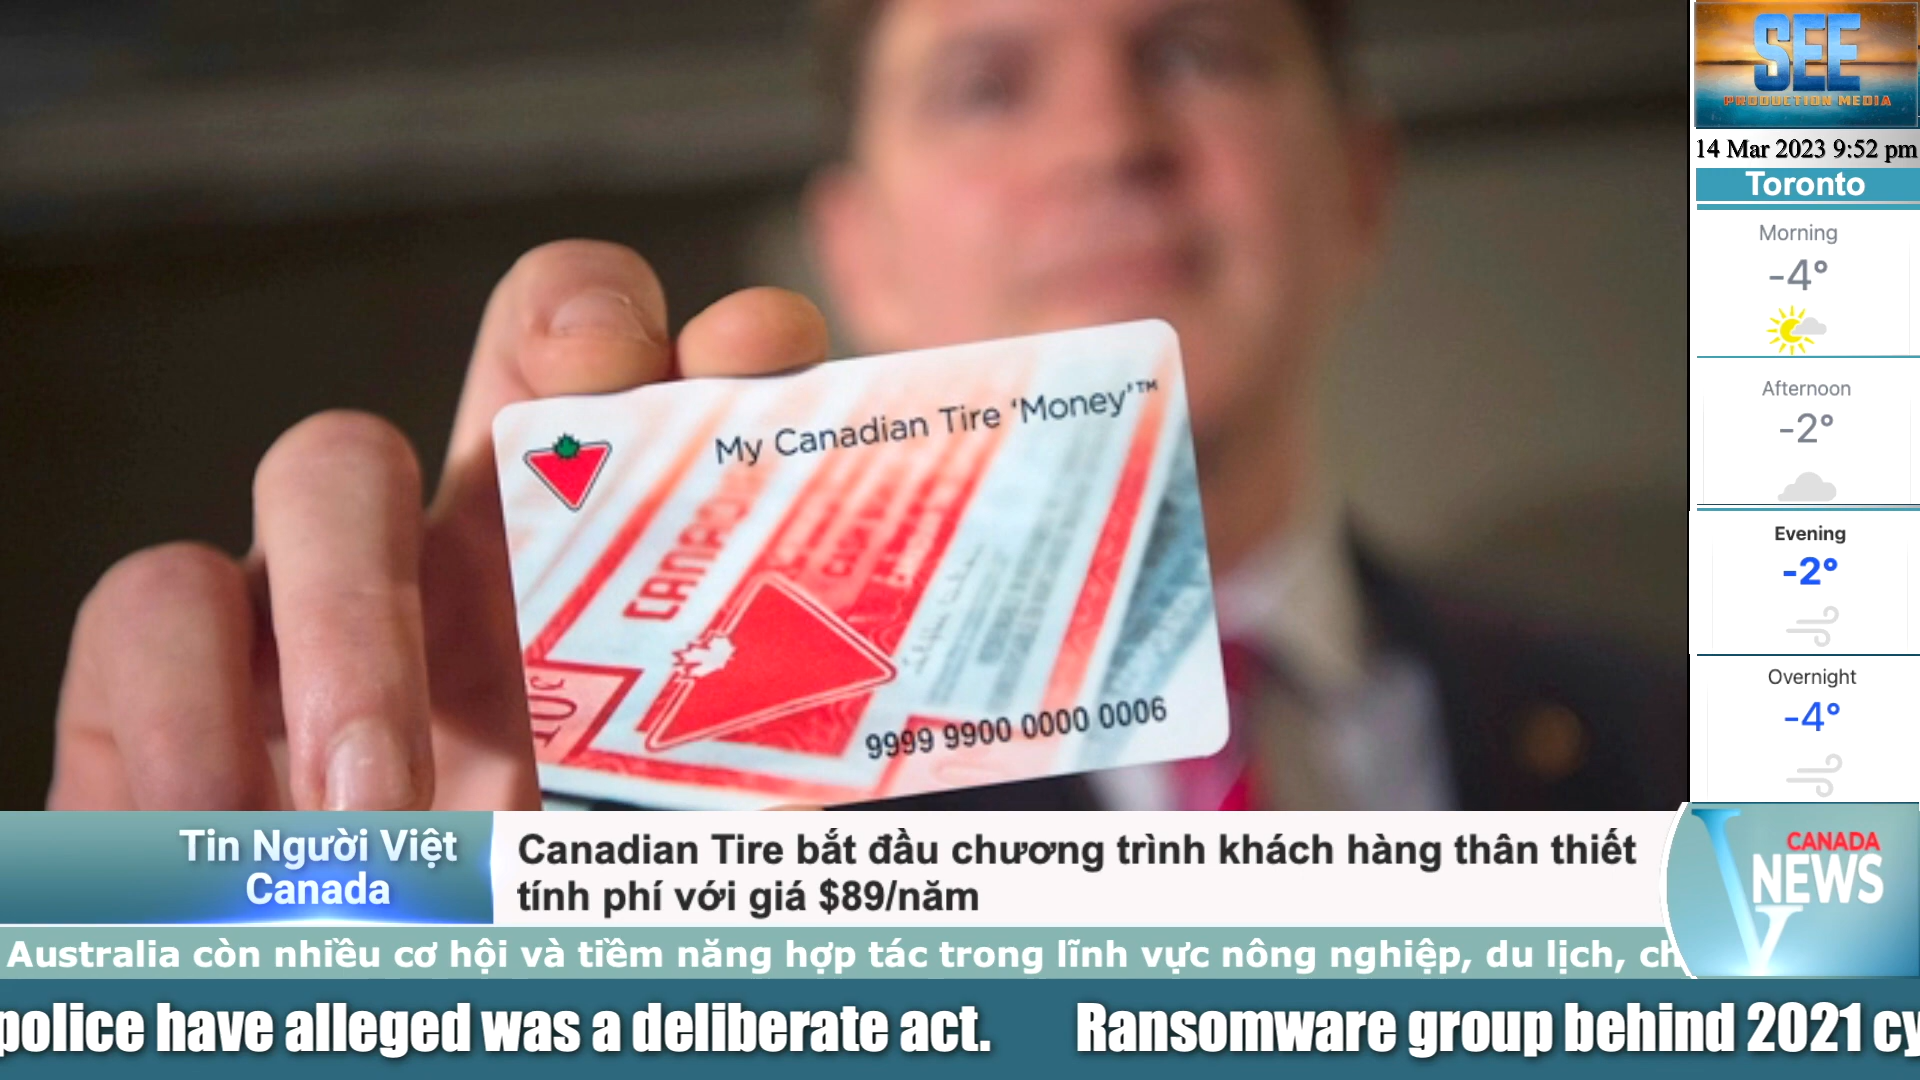 SEE
PRODUCTION MEDIA
14 Mar 2023 9:52 pm
Toronto
Morning
-4°
Afternoon
-2°
Evening
-2°
Overnight
-4°
My Canadian Tire ‘Money’™
CANAD
10¢
9999 9900 0000 0006
Tin Người Việt
Canada
Canadian Tire bắt đầu chương trình khách hàng thân thiết
tính phí với giá $89/năm
CANADA
V NEWS
Australia còn nhiều cơ hội và tiềm năng hợp tác trong lĩnh vực nông nghiệp, du lịch, ch
police have alleged was a deliberate act. Ransomware group behind 2021 cy